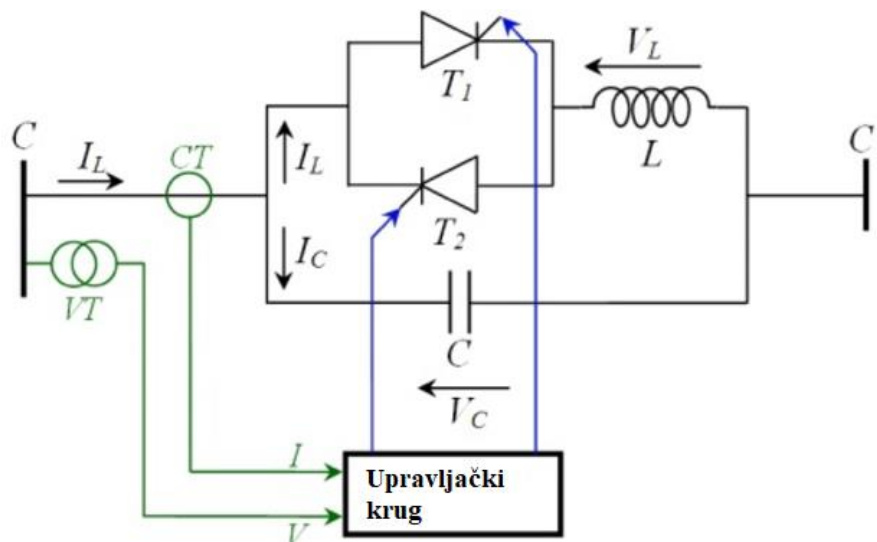 V_L
T_1
C
I_L
CT
I_L
L
C
T_2
I_C
VT
C
V_C
I
Upravljački
krug
V